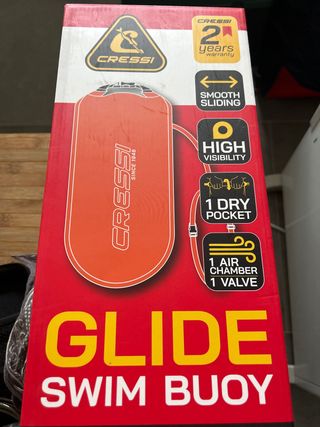 CRESSI
CRESSI
2
years
warranty
SMOOTH
SLIDING
HIGH
VISIBILITY
1 DRY
POCKET
1 AIR
CHAMBER
1 VALVE
CRESSI
SINCE 1946
GLIDE
SWIM BUOY